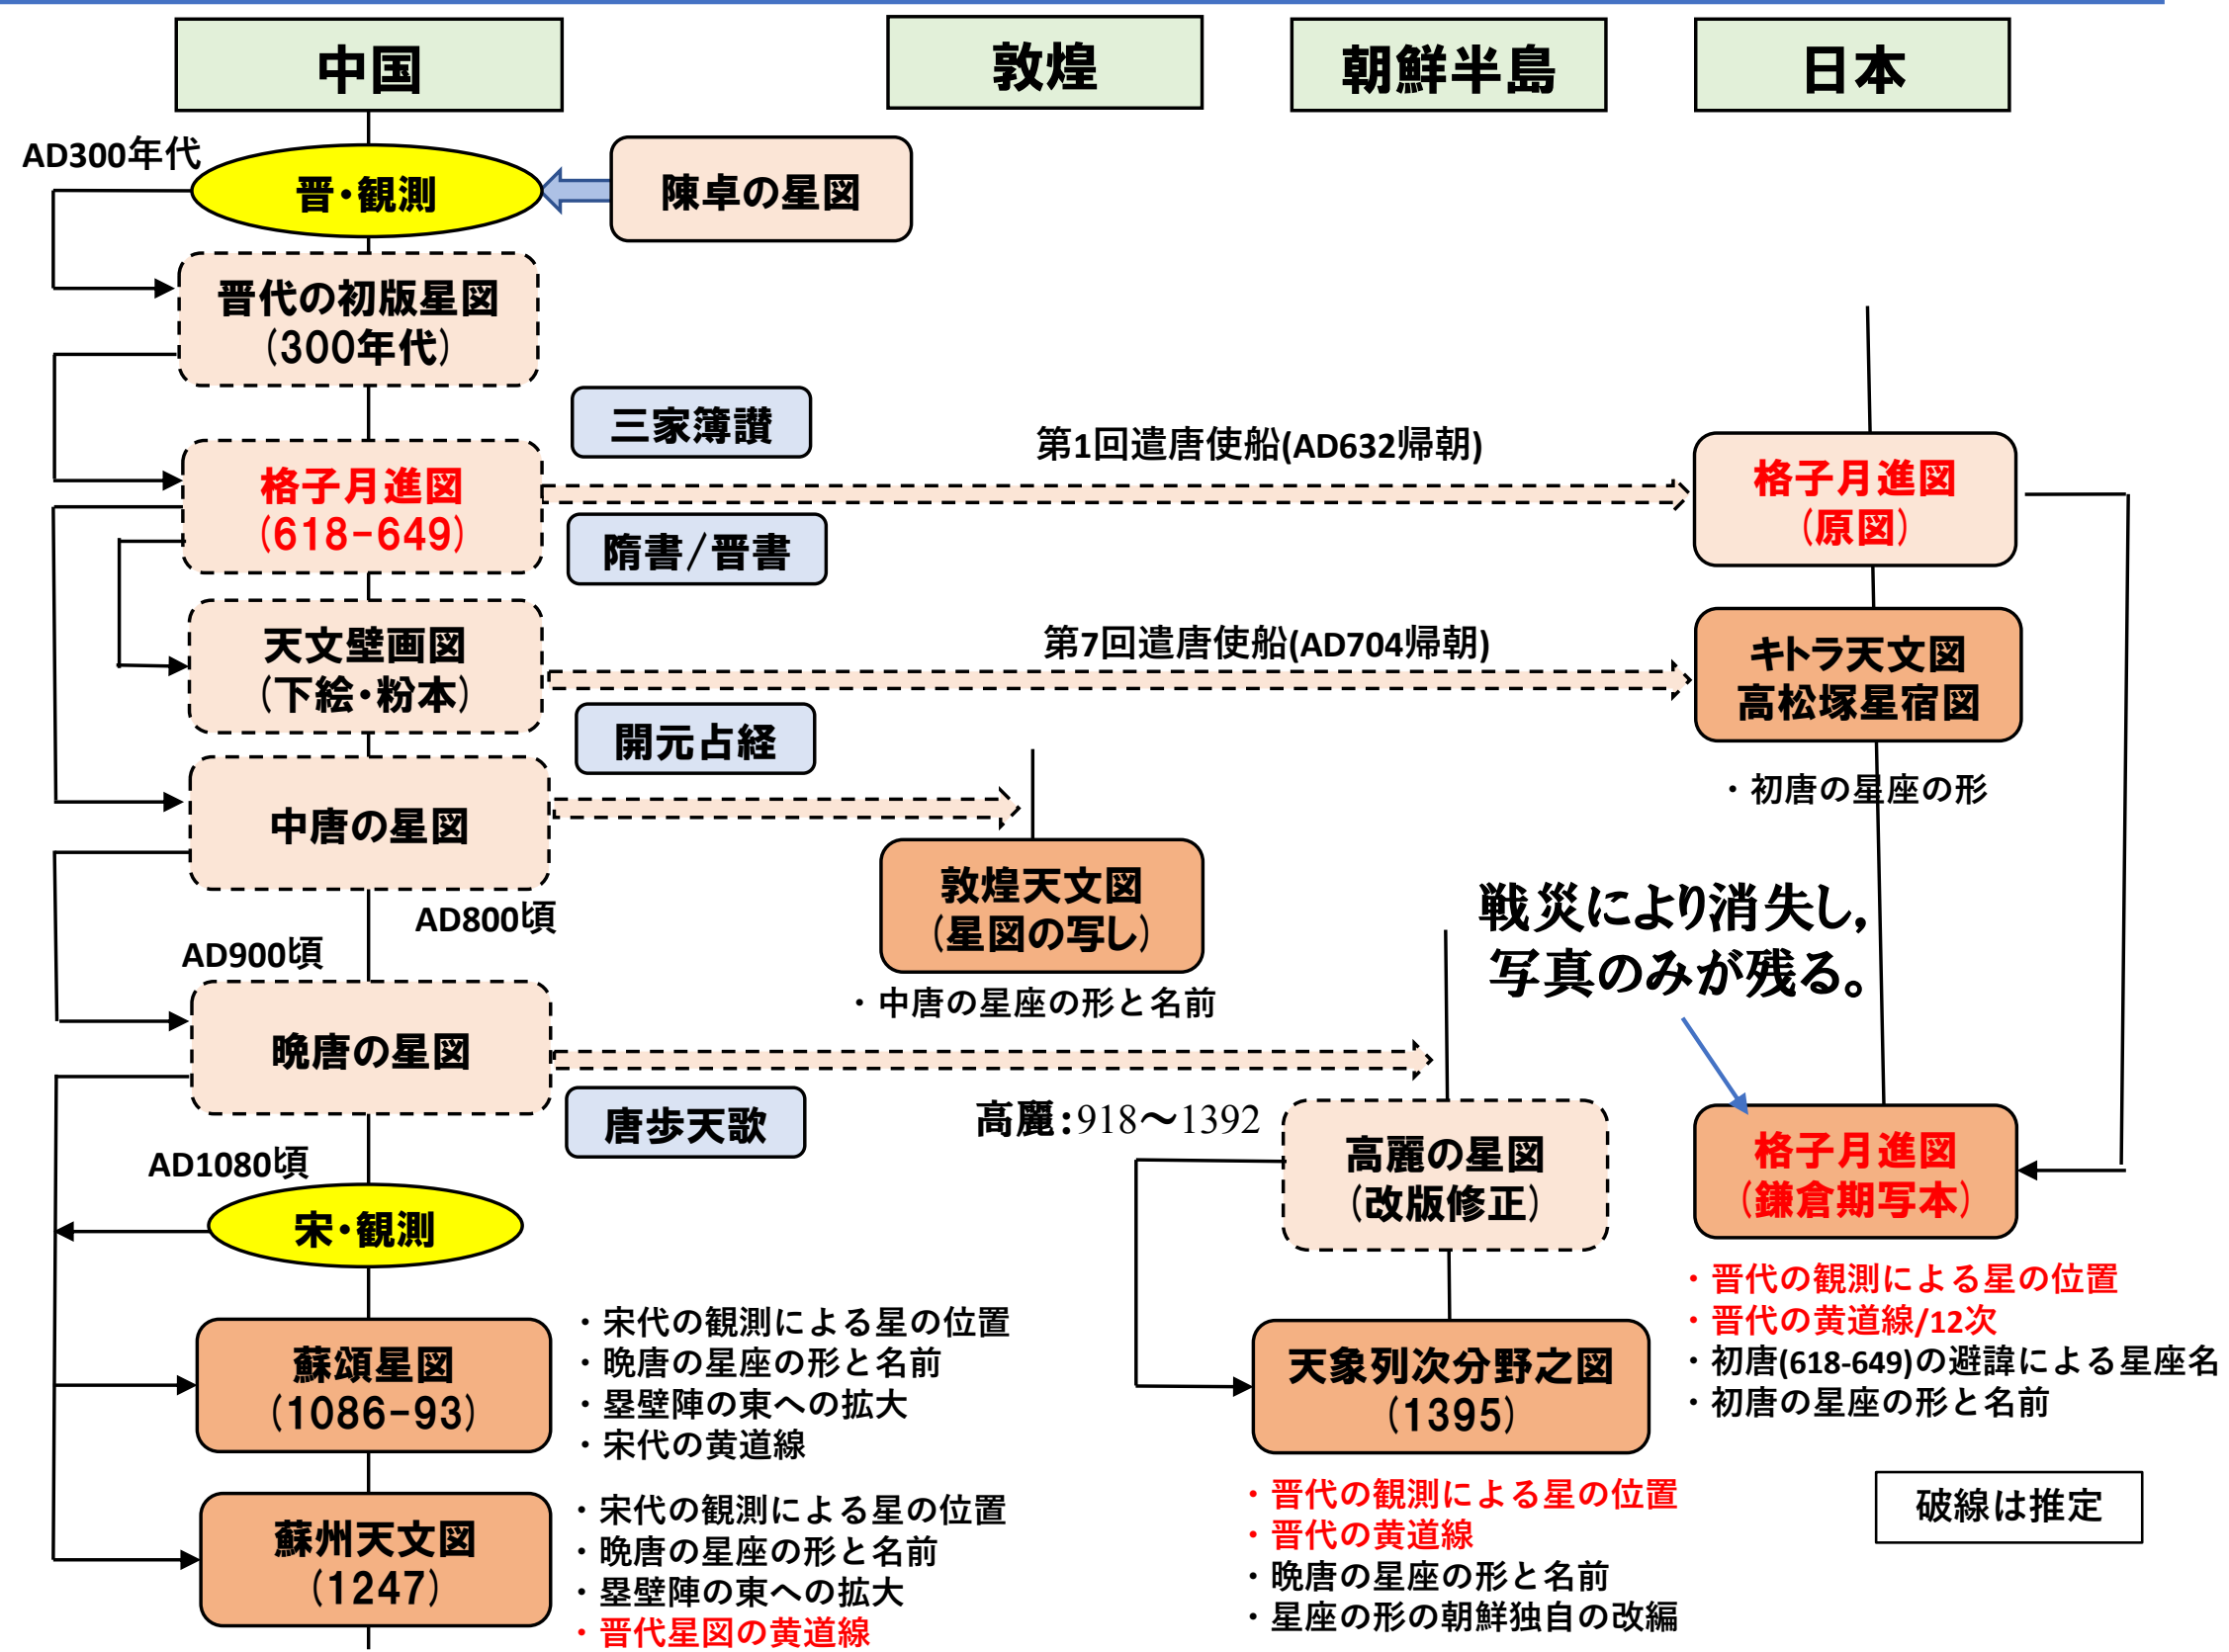 中国
敦煌
朝鮮半島
日本
AD300年代
晋・観測
陳卓の星図
晋代の初版星図
(300年代)
三家簿讃
第1回遣唐使船(AD632帰朝)
格子月進図
(618-649)
格子月進図
(原図)
隋書/晋書
天文壁画図
(下絵・粉本)
第7回遣唐使船(AD704帰朝)
キトラ天文図
高松塚星宿図
開元占経
・初唐の星座の形
中唐の星図
AD800頃
敦煌天文図
(星図の写し)
・中唐の星座の形と名前
戦災により消失し,
写真のみが残る。
AD900頃
晩唐の星図
唐歩天歌
高麗:918～1392
高麗の星図
(改版修正)
格子月進図
(鎌倉期写本)
AD1080頃
宋・観測
・晋代の観測による星の位置
・晋代の黄道線/12次
・初唐(618-649)の避諱による星座名
・初唐の星座の形と名前
蘇頌星図
(1086-93)
・宋代の観測による星の位置
・晩唐の星座の形と名前
・塁壁陣の東への拡大
・宋代の黄道線
天象列次分野之図
(1395)
・晋代の観測による星の位置
・晋代の黄道線
・晩唐の星座の形と名前
・星座の形の朝鮮独自の改編
蘇州天文図
(1247)
・宋代の観測による星の位置
・晩唐の星座の形と名前
・塁壁陣の東への拡大
・晋代星図の黄道線
破線は推定